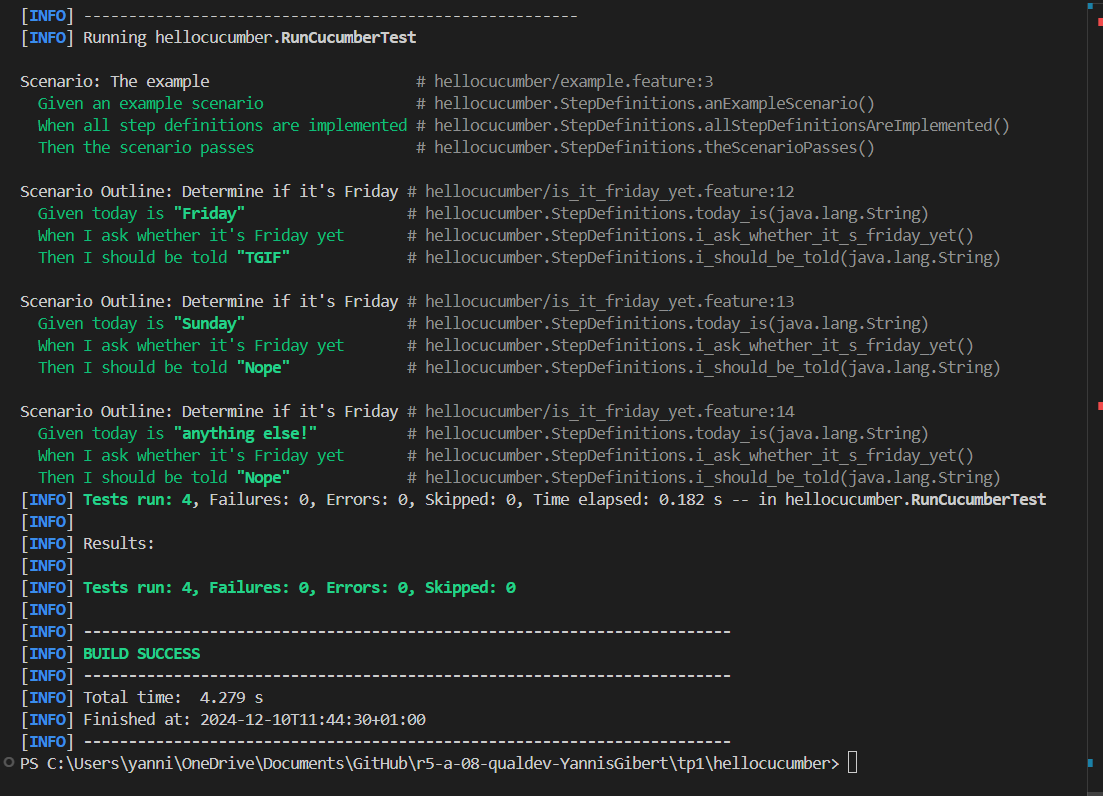 [INFO] -------------------------------------------------------
[INFO] Running hellocucumber.RunCucumberTest
Scenario: The example                       # hellocucumber/example.feature:3
  Given an example scenario                 # hellocucumber.StepDefinitions.anExampleScenario()
  When all step definitions are implemented # hellocucumber.StepDefinitions.allStepDefinitionsAreImplemented()
  Then the scenario passes                  # hellocucumber.StepDefinitions.theScenarioPasses()
Scenario Outline: Determine if it's Friday # hellocucumber/is_it_friday_yet.feature:12
  Given today is "Friday"                  # hellocucumber.StepDefinitions.today_is(java.lang.String)
  When I ask whether it's Friday yet       # hellocucumber.StepDefinitions.i_ask_whether_it_s_friday_yet()
  Then I should be told "TGIF"             # hellocucumber.StepDefinitions.i_should_be_told(java.lang.String)
Scenario Outline: Determine if it's Friday # hellocucumber/is_it_friday_yet.feature:13
  Given today is "Sunday"                  # hellocucumber.StepDefinitions.today_is(java.lang.String)
  When I ask whether it's Friday yet       # hellocucumber.StepDefinitions.i_ask_whether_it_s_friday_yet()
  Then I should be told "Nope"             # hellocucumber.StepDefinitions.i_should_be_told(java.lang.String)
Scenario Outline: Determine if it's Friday # hellocucumber/is_it_friday_yet.feature:14
  Given today is "anything else!"          # hellocucumber.StepDefinitions.today_is(java.lang.String)
  When I ask whether it's Friday yet       # hellocucumber.StepDefinitions.i_ask_whether_it_s_friday_yet()
  Then I should be told "Nope"             # hellocucumber.StepDefinitions.i_should_be_told(java.lang.String)
[INFO] Tests run: 4, Failures: 0, Errors: 0, Skipped: 0, Time elapsed: 0.182 s -- in hellocucumber.RunCucumberTest
[INFO]
[INFO] Results:
[INFO]
[INFO] Tests run: 4, Failures: 0, Errors: 0, Skipped: 0
[INFO]
[INFO] ------------------------------------------------------------------------
[INFO] BUILD SUCCESS
[INFO] ------------------------------------------------------------------------
[INFO] Total time:  4.279 s
[INFO] Finished at: 2024-12-10T11:44:30+01:00
[INFO] ------------------------------------------------------------------------
PS C:\Users\yanni\OneDrive\Documents\GitHub\r5-a-08-qualdev-YannisGibert\tp1\hellocucumber>